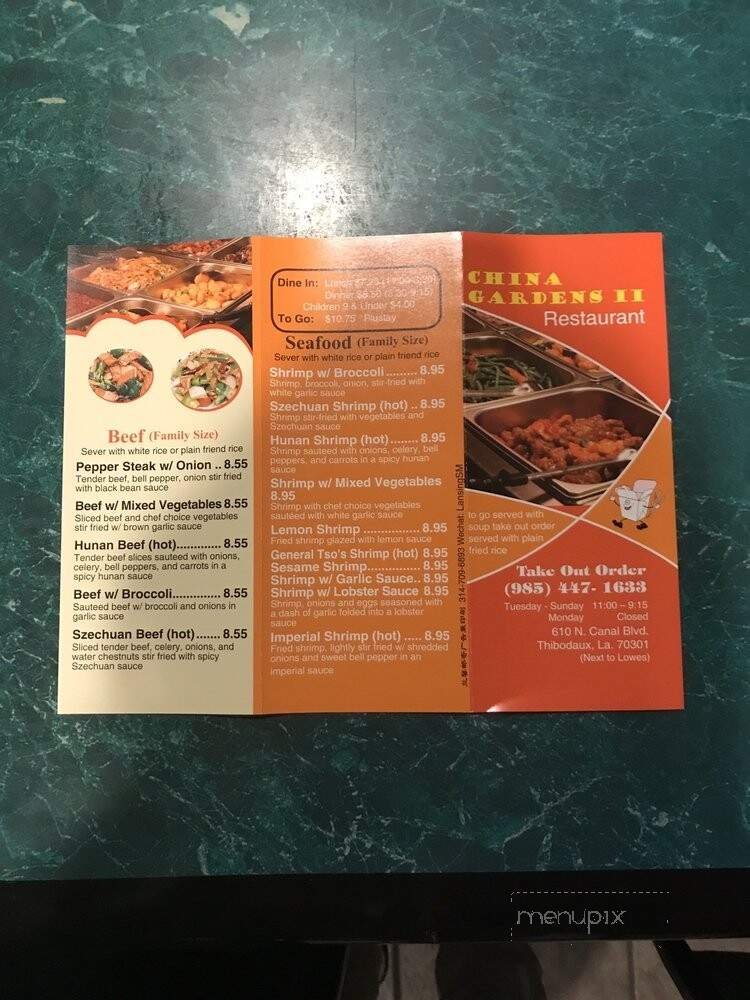 Beef (Family Size)
Sever with white rice or plain friend rice
Pepper Steak w/ Onion .. 8.55
Tender beef, bell pepper, onion stir fried
with black bean sauce
Beef w/ Mixed Vegetables 8.55
Sliced beef and chef choice vegetables
stir fried w/ brown garlic sauce
Hunan Beef (hot)............. 8.55
Tender beef slices sauteed with onions,
celery, bell peppers, and carrots in a
spicy hunan sauce
Beef w/ Broccoli.............. 8.55
Sauteed beef w/ broccoli and onions in
garlic sauce
Szechuan Beef (hot)....... 8.55
Sliced tender beef, celery, onions, and
water chestnuts stir fried with spicy
Szechuan sauce
Dine In: Lunch
Dinner
Children 9 & Under $4.00
To Go: $10.75
Seafood (Family Size)
Sever with white rice or plain friend rice
Shrimp w/ Broccoli ......... 8.95
Shrimp, broccoli, onion, stir-fried with
white garlic sauce
Szechuan Shrimp (hot) .. 8.95
Shrimp stir-fried with vegetables and
Szechuan sauce
Hunan Shrimp (hot)........ 8.95
Shrimp sauteed with onions, celery, bell
peppers, and carrots in a spicy hunan
sauce
Shrimp w/ Mixed Vegetables
8.95
Shrimp with chef choice vegetables
sautéed with white garlic sauce
Lemon Shrimp ................ 8.95
Fried shrimp glazed with lemon sauce
General Tso's Shrimp (hot) 8.95
Sesame Shrimp.............. 8.95
Shrimp w/ Garlic Sauce.. 8.95
Shrimp w/ Lobster Sauce 8.95
Shrimp, onions and eggs seasoned with
a dash of garlic folded into a lobster
sauce
Imperial Shrimp (hot) ..... 8.95
Fried shrimp, lightly stir fried w/ shredded
onions and sweet bell pepper in an
imperial sauce
314-709-6893 Wechat: LansingSM
CHINA
GARDENS II
Restaurant
to go served with
soup take out order
served with plain
fried rice
Take Out Order
(985) 447- 1633
Tuesday - Sunday 11:00 – 9:15
Monday Closed
610 N. Canal Blvd.
Thibodaux, La. 70301
(Next to Lowes)
menupix